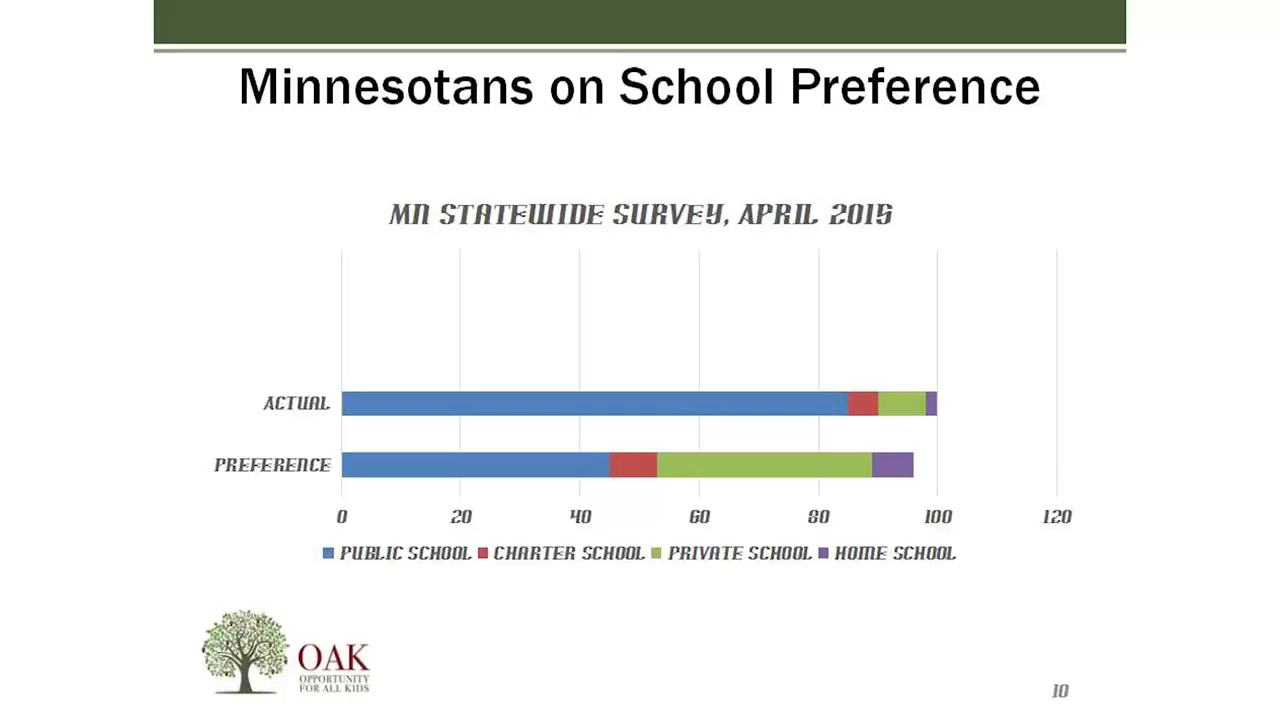 Minnesotans on School Preference
MN STATEWIDE SURVEY, APRIL 2015
ACTUAL
PREFERENCE
0 20 40 60 80 100 120
PUBLIC SCHOOL CHARTER SCHOOL PRIVATE SCHOOL HOME SCHOOL
OAK
OPPORTUNITY
FOR ALL KIDS
10